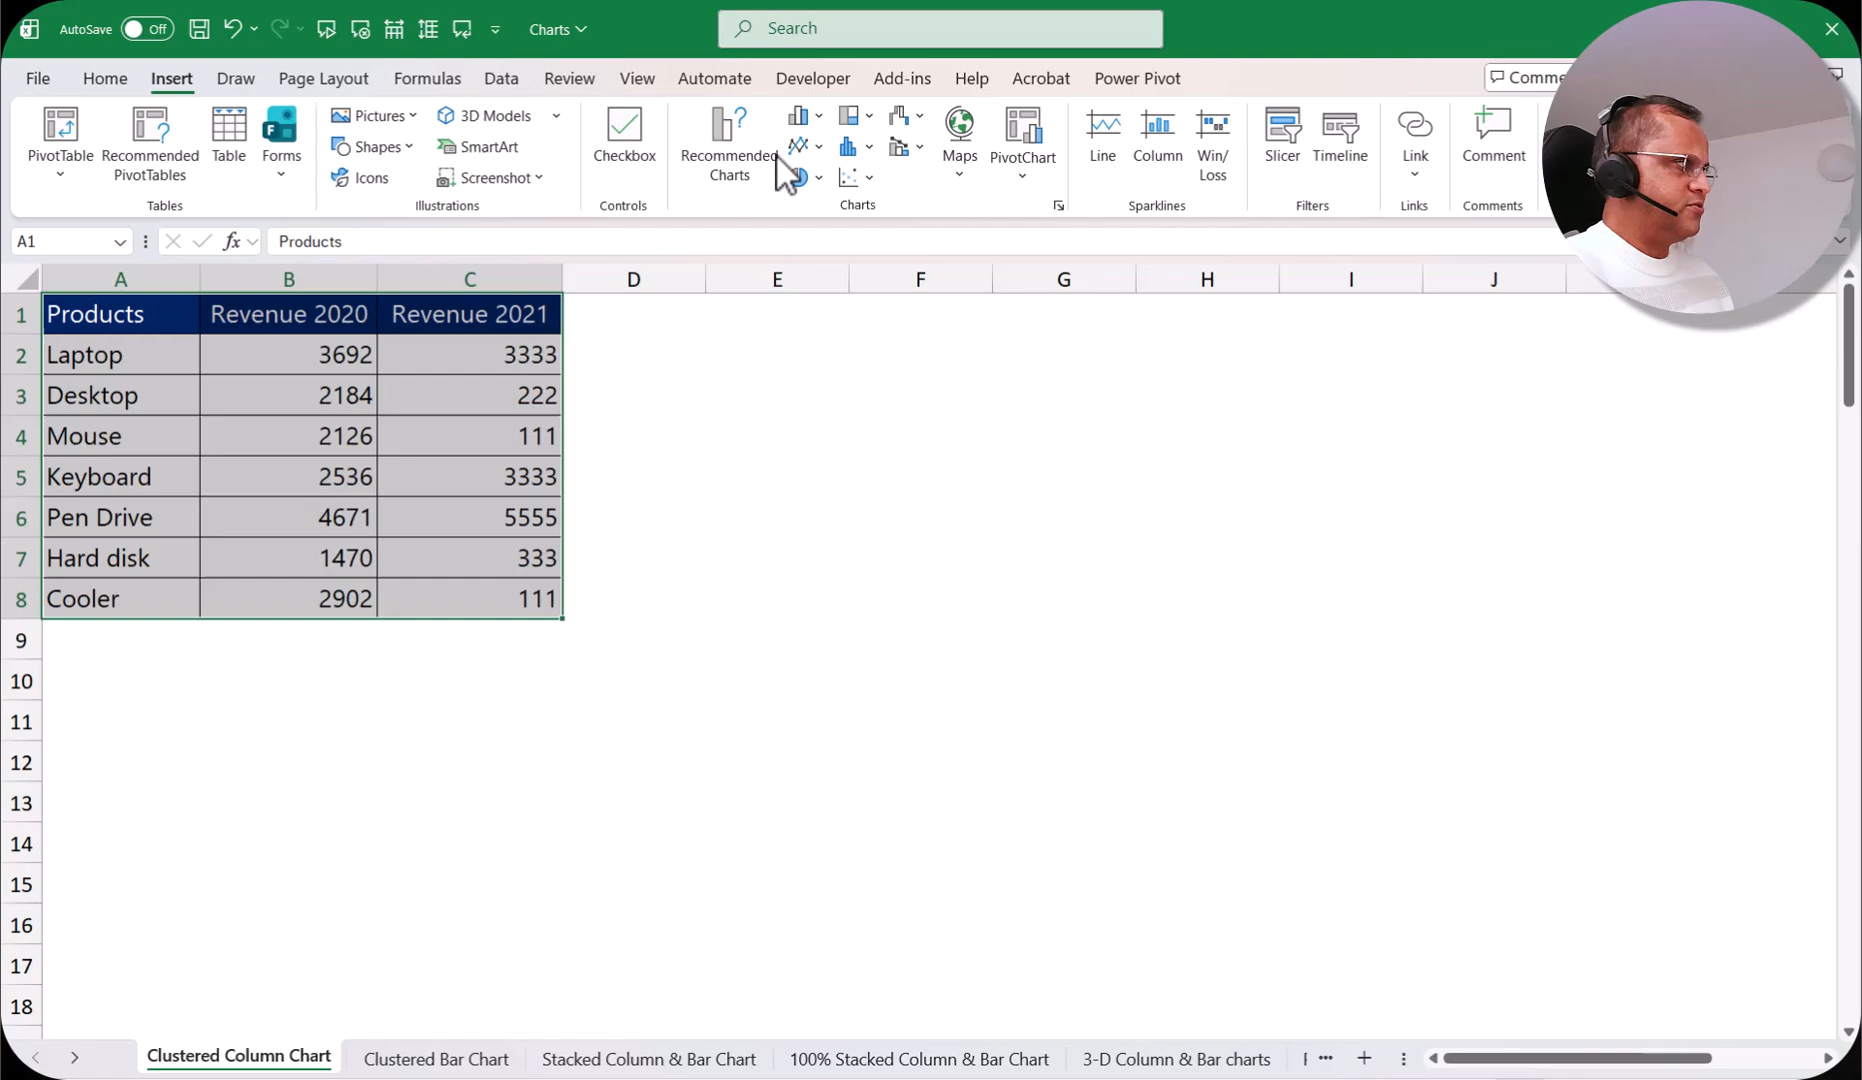 AutoSave Off Charts Search
File Home Insert Draw Page Layout Formulas Data Review View Automate Developer Add-ins Help Acrobat Power Pivot
PivotTable
Recommended
PivotTables
Table
Forms
Tables
Pictures
Shapes
Icons
3D Models
SmartArt
Screenshot
Illustrations
Checkbox
Controls
Recommended
Charts
Maps
PivotChart
Charts
Line
Column
Win/
Loss
Sparklines
Slicer
Timeline
Filters
Link
Links
Comment
Comments
A1 fx Products
A B C D E F G H I J
1 Products Revenue 2020 Revenue 2021
2 Laptop 3692 3333
3 Desktop 2184 222
4 Mouse 2126 111
5 Keyboard 2536 3333
6 Pen Drive 4671 5555
7 Hard disk 1470 333
8 Cooler 2902 111
9
10
11
12
13
14
15
16
17
18
Clustered Column Chart Clustered Bar Chart Stacked Column & Bar Chart 100% Stacked Column & Bar Chart 3-D Column & Bar charts